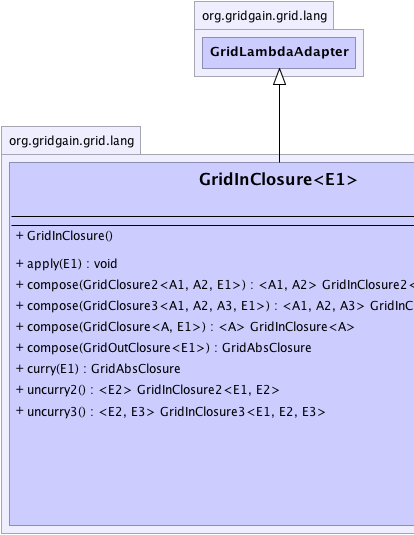 org.gridgain.grid.lang
GridLambdaAdapter
org.gridgain.grid.lang
GridInClosure<E1>
+ GridInClosure()
+ apply(E1) : void
+ compose(GridClosure2<A1, A2, E1>) : <A1, A2> GridInClosure2<
+ compose(GridClosure3<A1, A2, A3, E1>) : <A1, A2, A3> GridInC
+ compose(GridClosure<A, E1>) : <A> GridInClosure<A>
+ compose(GridOutClosure<E1>) : GridAbsClosure
+ curry(E1) : GridAbsClosure
+ uncurry2() : <E2> GridInClosure2<E1, E2>
+ uncurry3() : <E2, E3> GridInClosure3<E1, E2, E3>